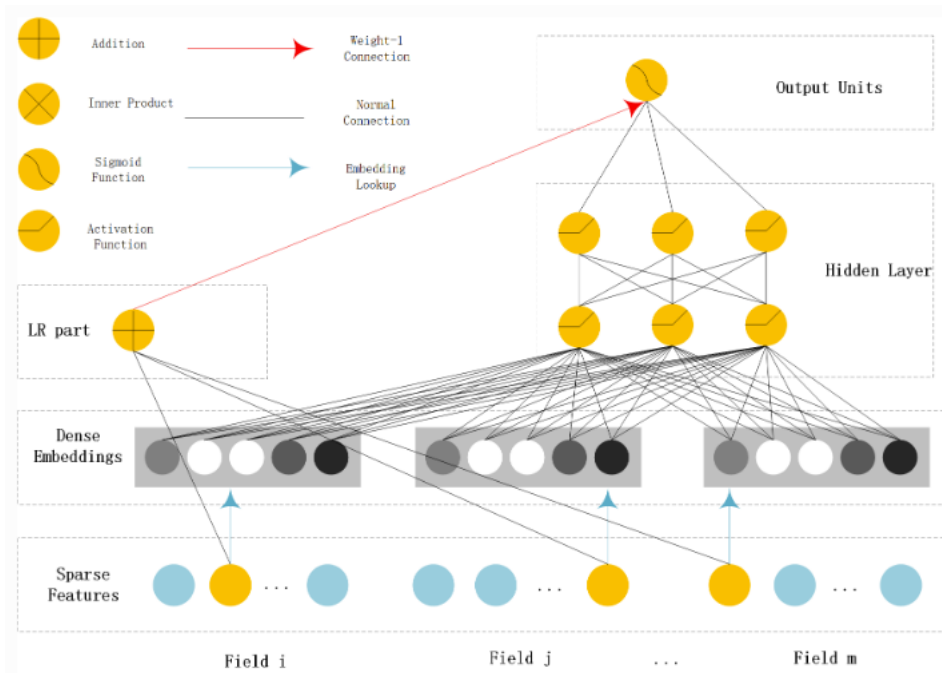 Addition
Weight-1
Connection
Inner Product
Normal
Connection
Sigmoid
Function
Embedding
Lookup
Activation
Function
Output Units
Hidden Layer
LR part
Dense
Embeddings
Sparse
Features
...
...
...
...
Field i
Field j
...
Field m